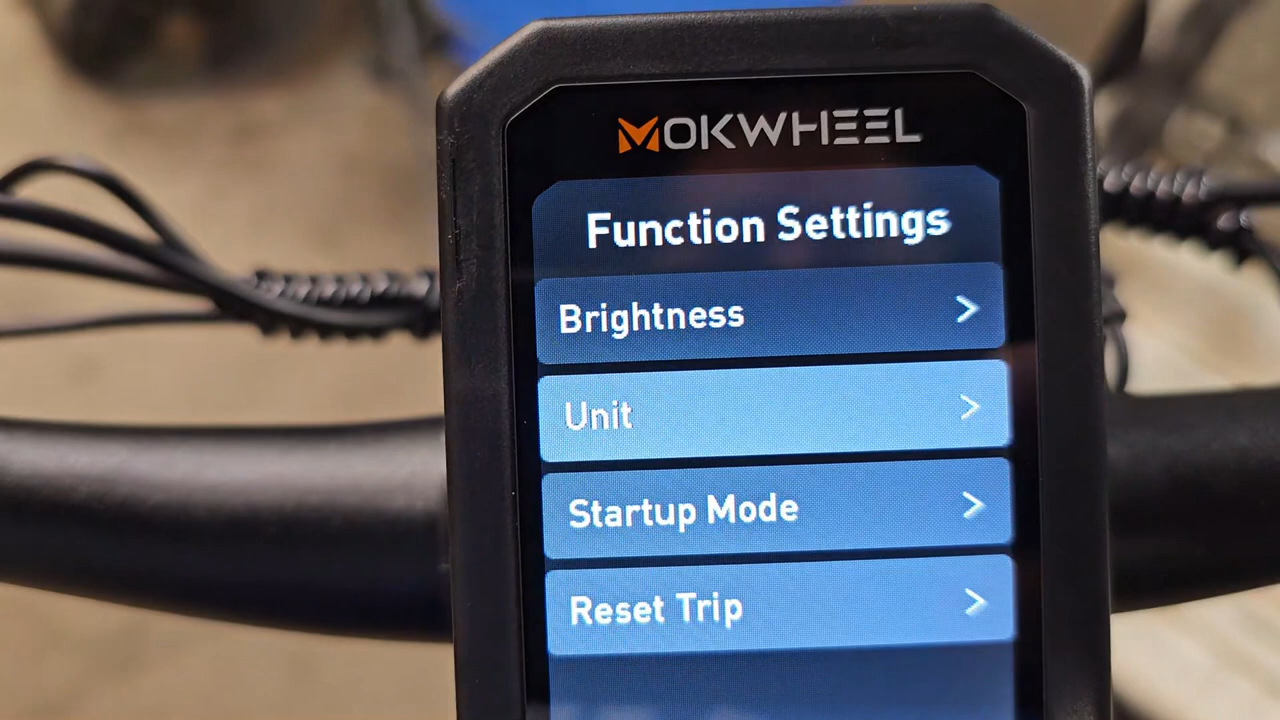 MOKWHEEL
Function Settings
Brightness >
Unit >
Startup Mode >
Reset Trip >